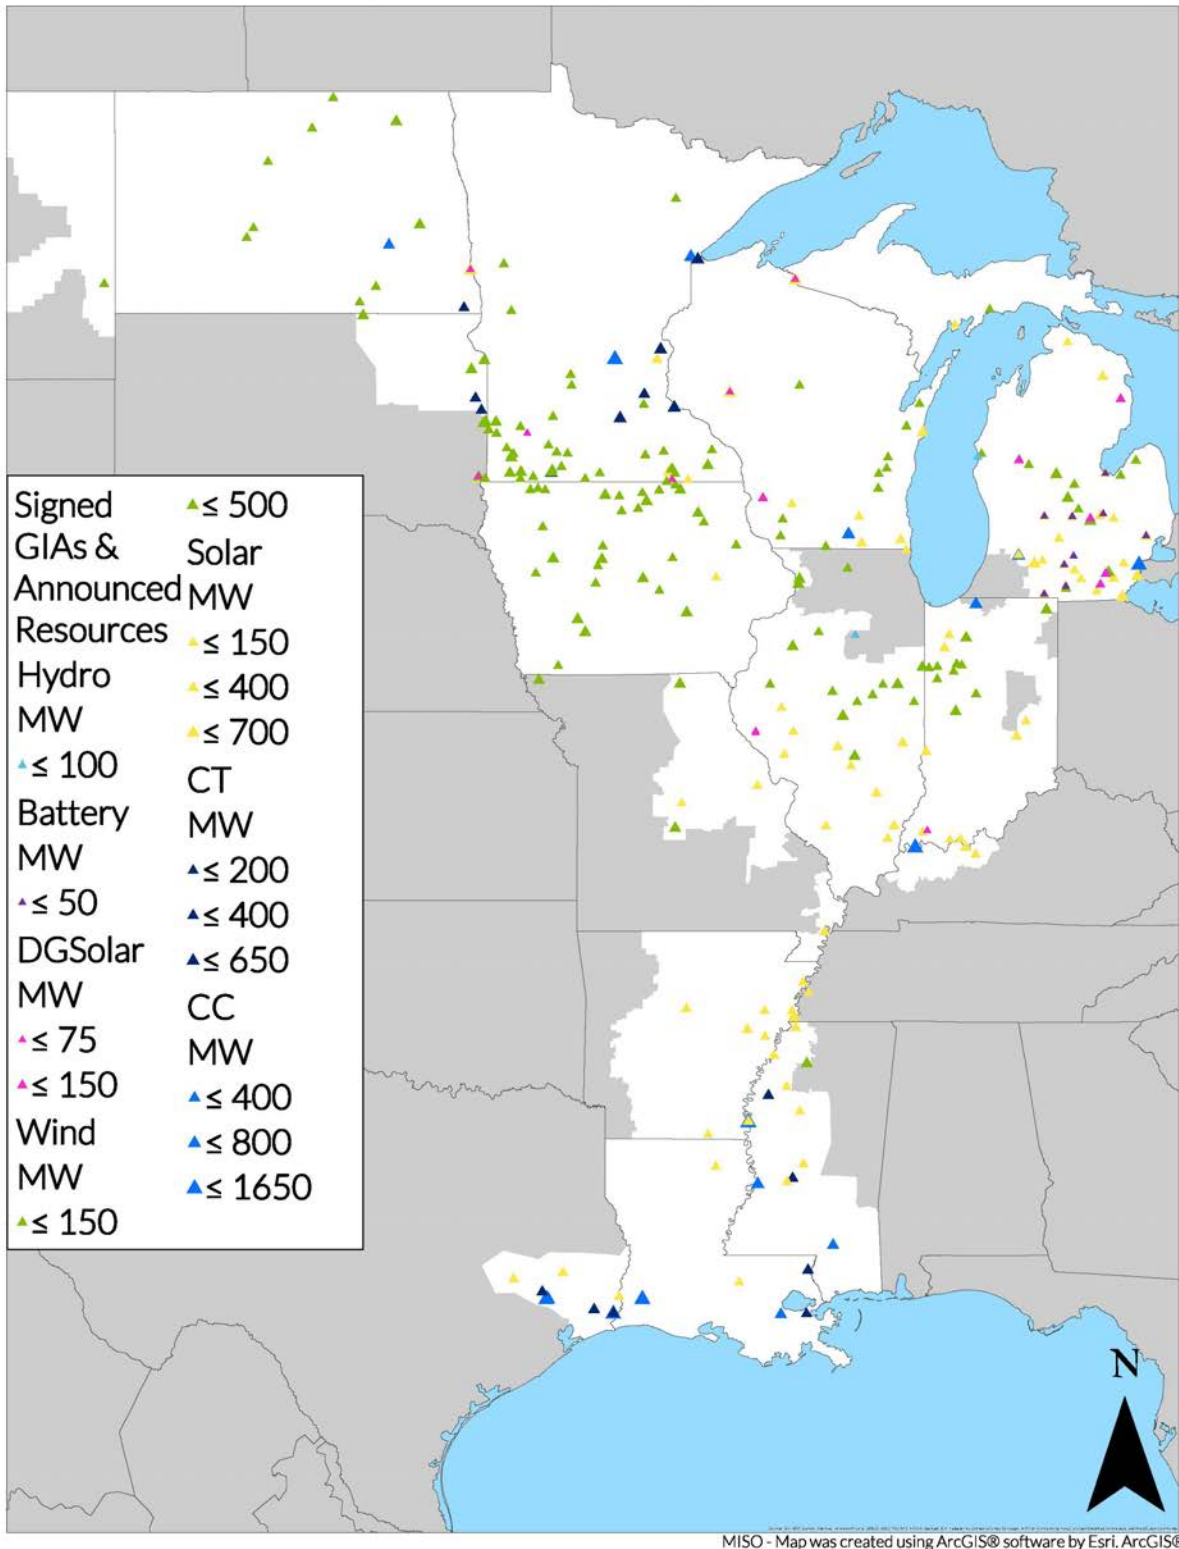 Signed
GIAs &
Announced
Resources
Hydro
MW
≤ 100
Battery
MW
≤ 50
DGSolar
MW
≤ 75
≤ 150
Wind
MW
≤ 150
≤ 500
Solar
MW
≤ 150
≤ 400
≤ 700
CT
MW
≤ 200
≤ 400
≤ 650
CC
MW
≤ 400
≤ 800
≤ 1650
N
MISO - Map was created using ArcGIS® software by Esri. ArcGIS®